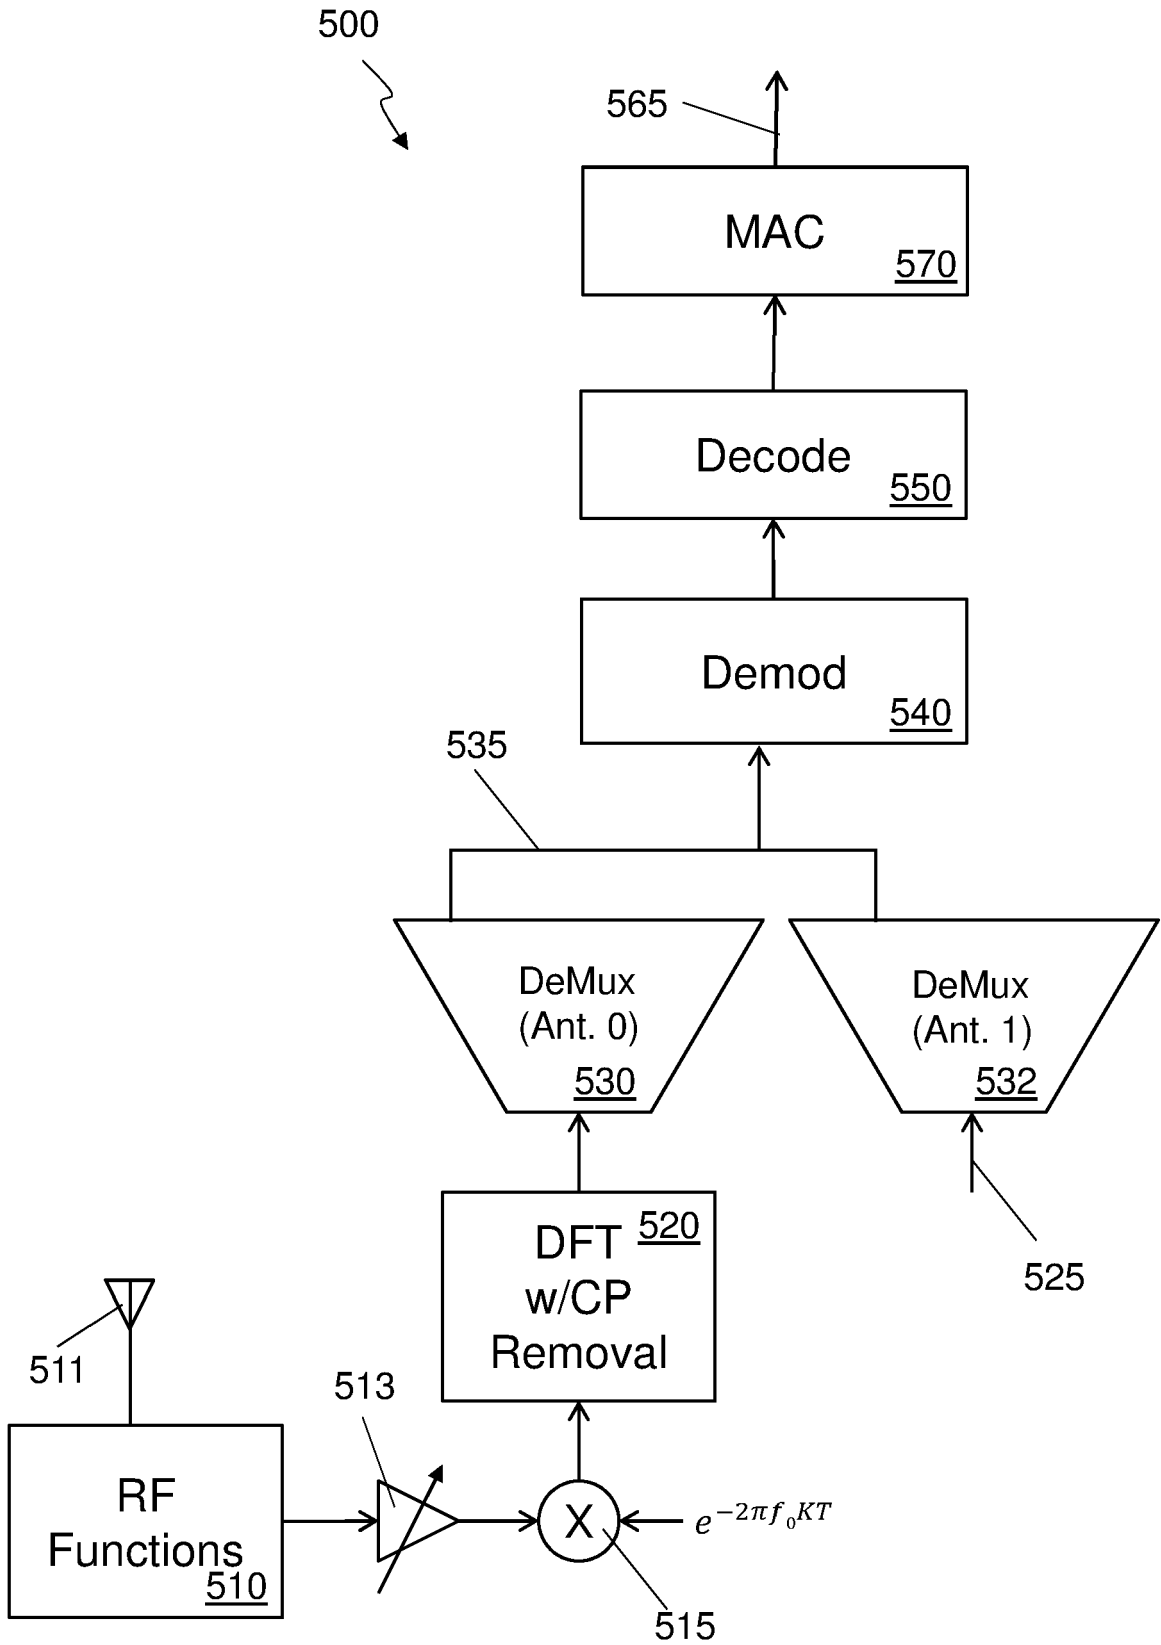 500
565
MAC
570
Decode
550
Demod
540
535
DeMux
(Ant. 0)
530
DeMux
(Ant. 1)
532
DFT
520
w/CP
Removal
525
511
513
RF
Functions
510
X
e^{-2πf_0KT}
515